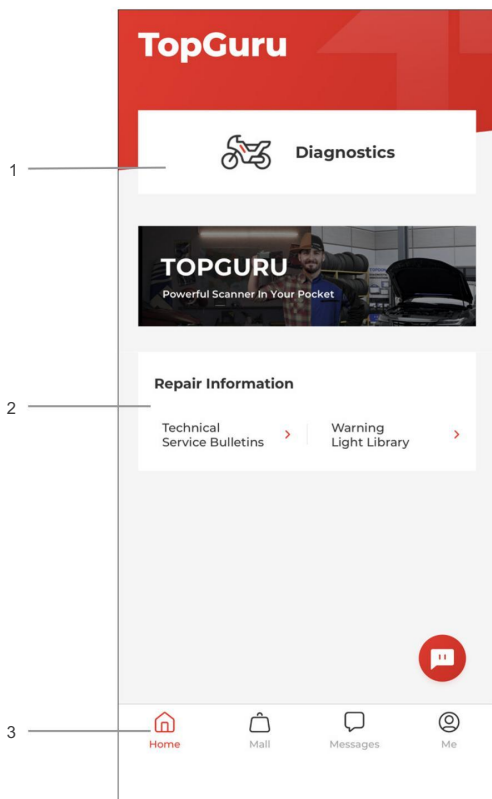 TopGuru
1
Diagnostics
TOPGURU
Powerful Scanner In Your Pocket
2
Repair Information
Technical
Service Bulletins
Warning
Light Library
3
Home
Mall
Messages
Me